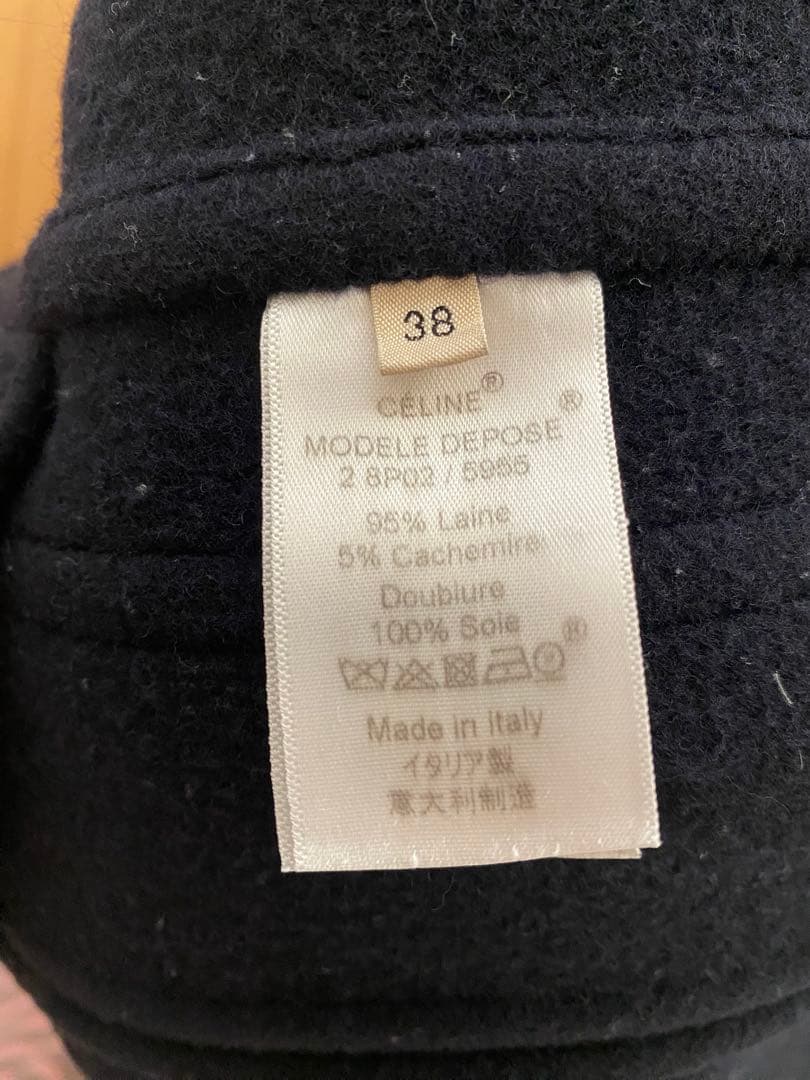 38
CÉLINE®
MODELE DEPOSE®
2 8P02 / 5955
95% Laine
5% Cachemire
Doublure
100% Soie
Made in Italy
イタリア製
意大利制造